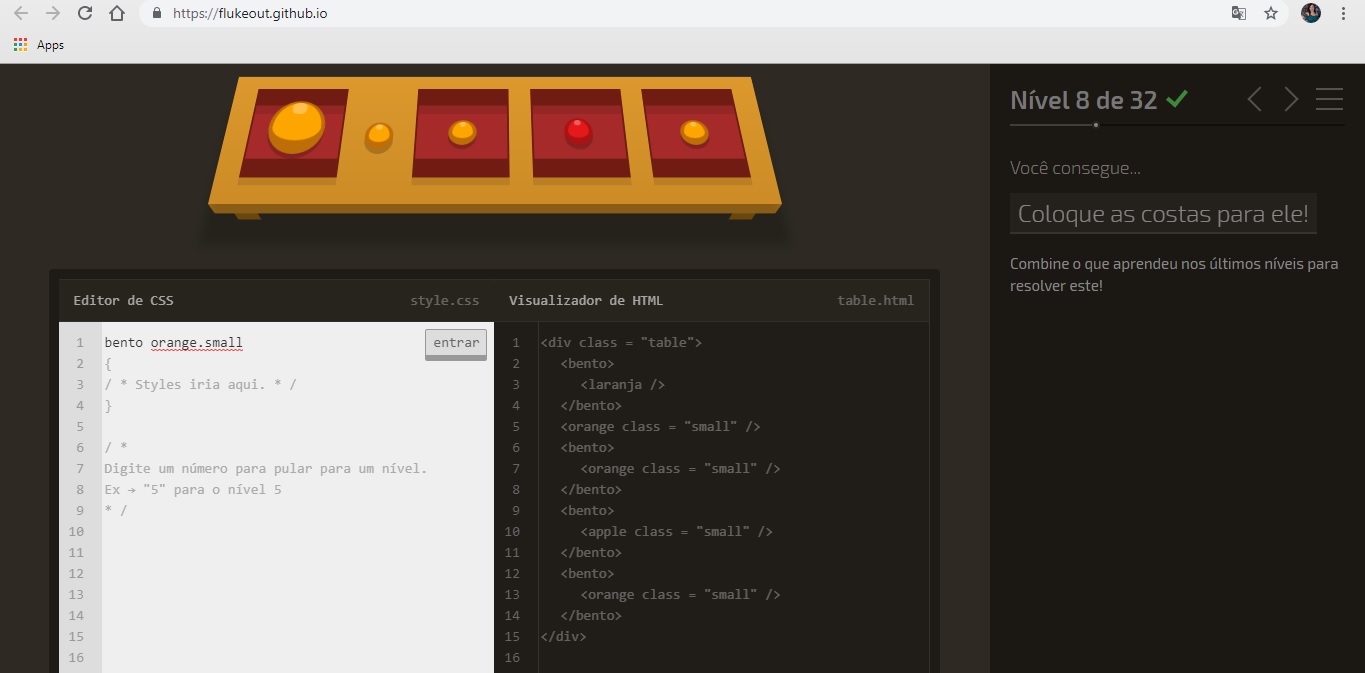 https://flukeout.github.io
Apps
Nível 8 de 32
Você consegue...
Coloque as costas para ele!
Combine o que aprendeu nos últimos níveis para
resolver este!
Editor de CSS style.css
1 bento orange.small
entrar
2 {
3 / * Styles iria aqui. * /
4 }
5
6 / *
7 Digite um número para pular para um nível.
8 Ex → "5" para o nível 5
9 * /
10
11
12
13
14
15
16
Visualizador de HTML table.html
1 <div class = "table">
2 <bento>
3 <laranja />
4 </bento>
5 <orange class = "small" />
6 <bento>
7 <orange class = "small" />
8 </bento>
9 <bento>
10 <apple class = "small" />
11 </bento>
12 <bento>
13 <orange class = "small" />
14 </bento>
15 </div>
16